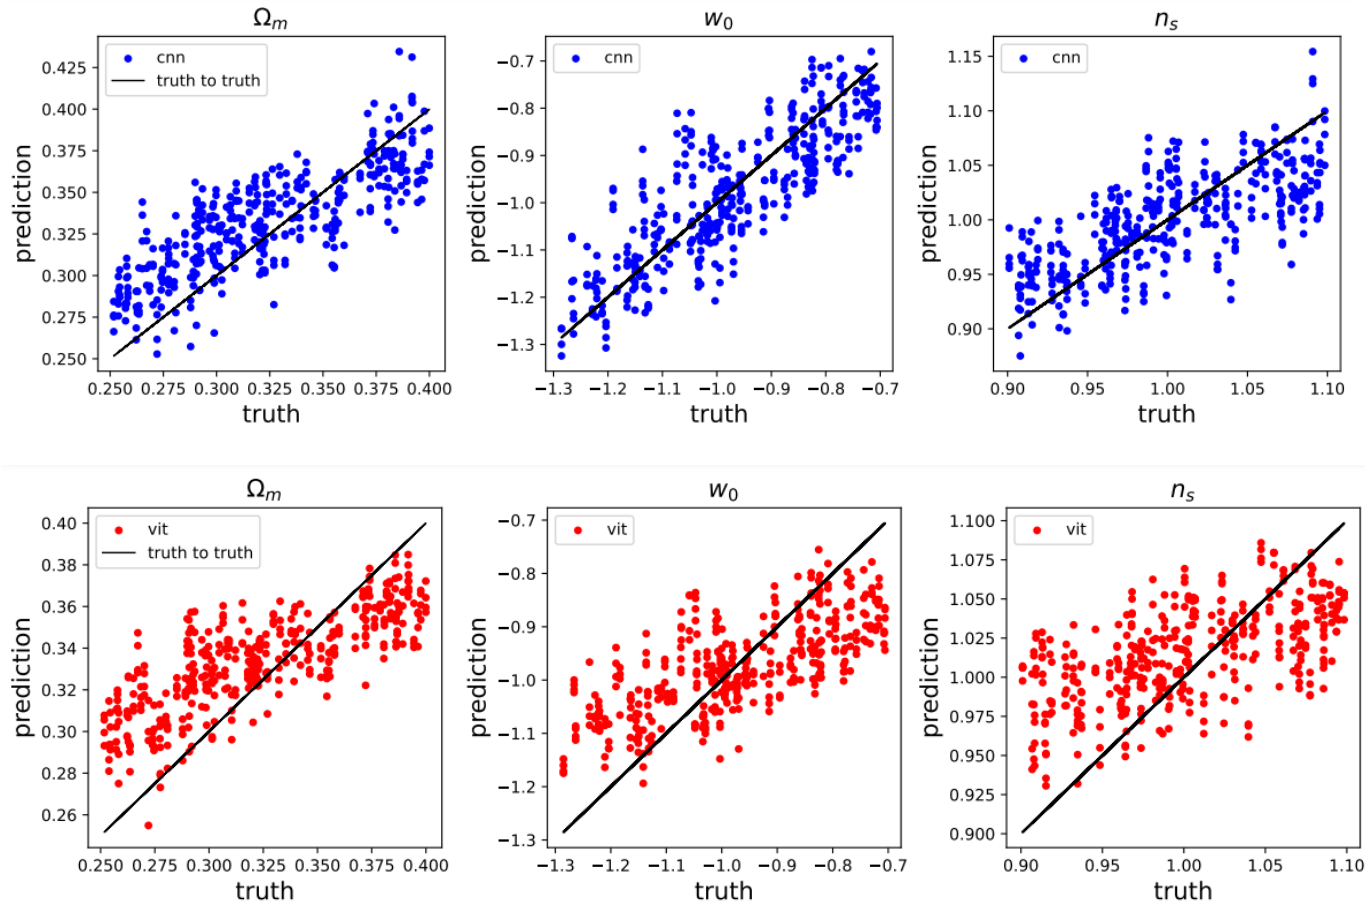 Ω_m w_0 n_s
cnn
truth to truth
cnn
cnn
prediction
0.425
0.400
0.375
0.350
0.325
0.300
0.275
0.250
0.250 0.275 0.300 0.325 0.350 0.375 0.400
truth
prediction
−0.7
−0.8
−0.9
−1.0
−1.1
−1.2
−1.3
−1.3 −1.2 −1.1 −1.0 −0.9 −0.8 −0.7
truth
prediction
1.15
1.10
1.05
1.00
0.95
0.90
0.90 0.95 1.00 1.05 1.10
truth
Ω_m w_0 n_s
vit
truth to truth
vit
vit
prediction
0.40
0.38
0.36
0.34
0.32
0.30
0.28
0.26
0.250 0.275 0.300 0.325 0.350 0.375 0.400
truth
prediction
−0.7
−0.8
−0.9
−1.0
−1.1
−1.2
−1.3
−1.3 −1.2 −1.1 −1.0 −0.9 −0.8 −0.7
truth
prediction
1.100
1.075
1.050
1.025
1.000
0.975
0.950
0.925
0.900
0.90 0.95 1.00 1.05 1.10
truth